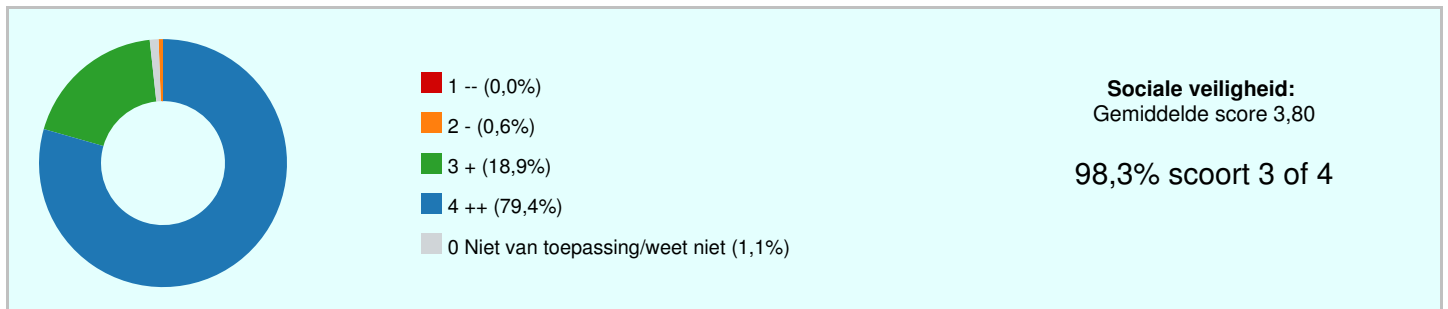 1 -- (0,0%)
2 - (0,6%)
3 + (18,9%)
4 ++ (79,4%)
0 Niet van toepassing/weet niet (1,1%)
Sociale veiligheid:
Gemiddelde score 3,80
98,3% scoort 3 of 4